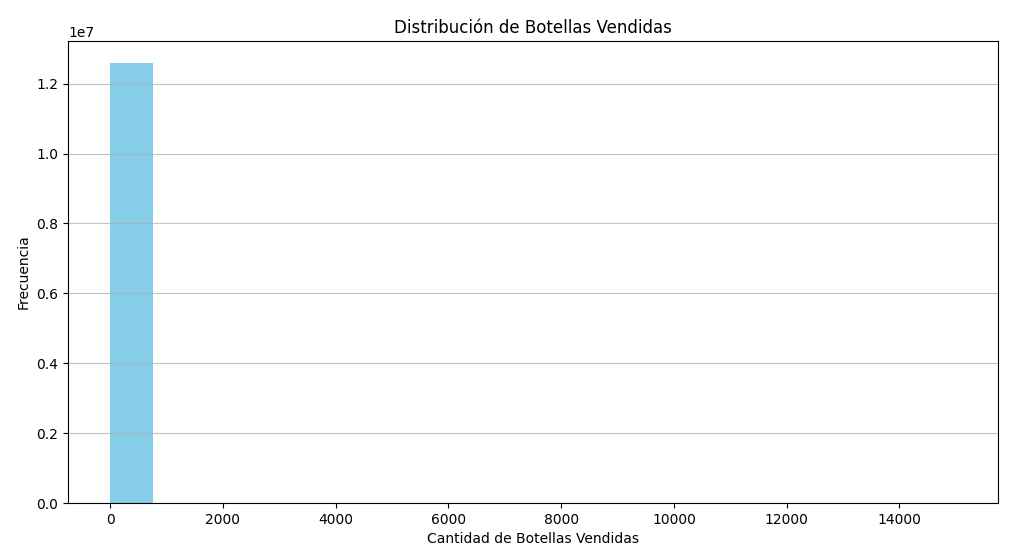 Distribución de Botellas Vendidas
1e7
1.2
1.0
0.8
0.6
0.4
0.2
0.0
Frecuencia
0 2000 4000 6000 8000 10000 12000 14000
Cantidad de Botellas Vendidas